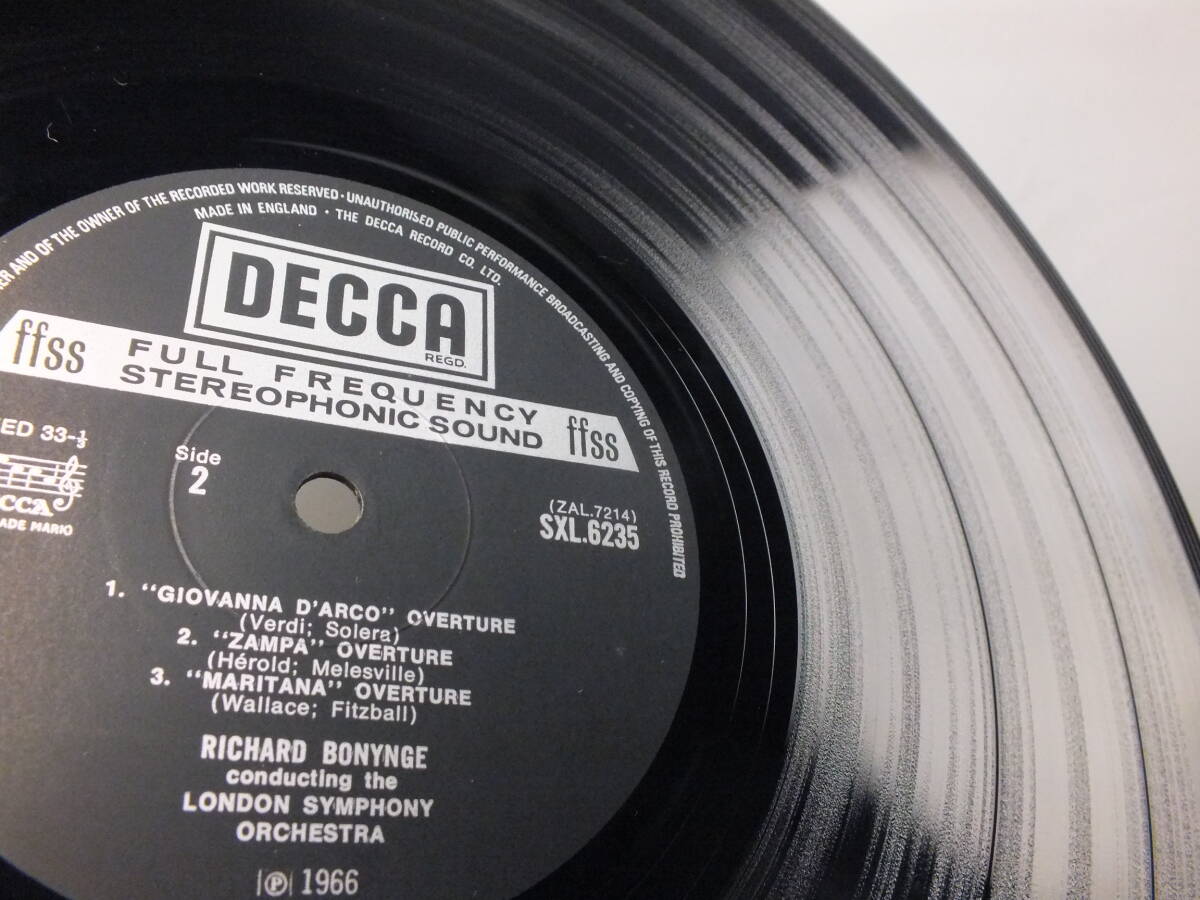 ER AND OF THE OWNER OF THE RECORDED WORK RESERVED · UNAUTHORISED PUBLIC PERFORMANCE BROADCASTING AND COPYING OF THIS RECORD PROHIBITED
MADE IN ENGLAND · THE DECCA RECORD CO. LTD.
DECCA
REGD.
ffss FULL FREQUENCY STEREOPHONIC SOUND ffss
ED 33-⅓
Side
2
CCA
ADE MARK
(ZAL.7214)
SXL.6235
1. "GIOVANNA D'ARCO" OVERTURE
(Verdi; Solera)
2. "ZAMPA" OVERTURE
(Hérold; Melesville)
3. "MARITANA" OVERTURE
(Wallace; Fitzball)
RICHARD BONYNGE
conducting the
LONDON SYMPHONY
ORCHESTRA
Ⓟ 1966